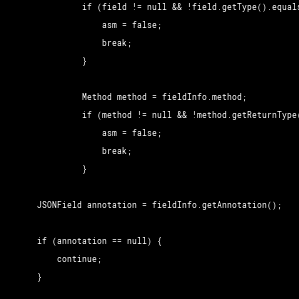 if (field != null && !field.getType().equals
asm = false;
break;
}
Method method = fieldInfo.method;
if (method != null && !method.getReturnType(
asm = false;
break;
}
JSONField annotation = fieldInfo.getAnnotation();
if (annotation == null) {
continue;
}